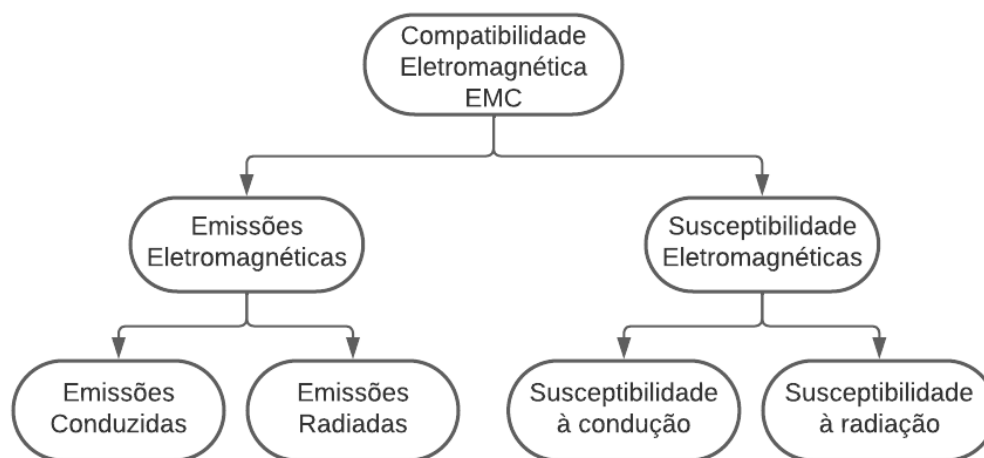 Compatibilidade
Eletromagnética
EMC
Emissões
Eletromagnéticas
Susceptibilidade
Eletromagnéticas
Emissões
Conduzidas
Emissões
Radiadas
Susceptibilidade
à condução
Susceptibilidade
à radiação